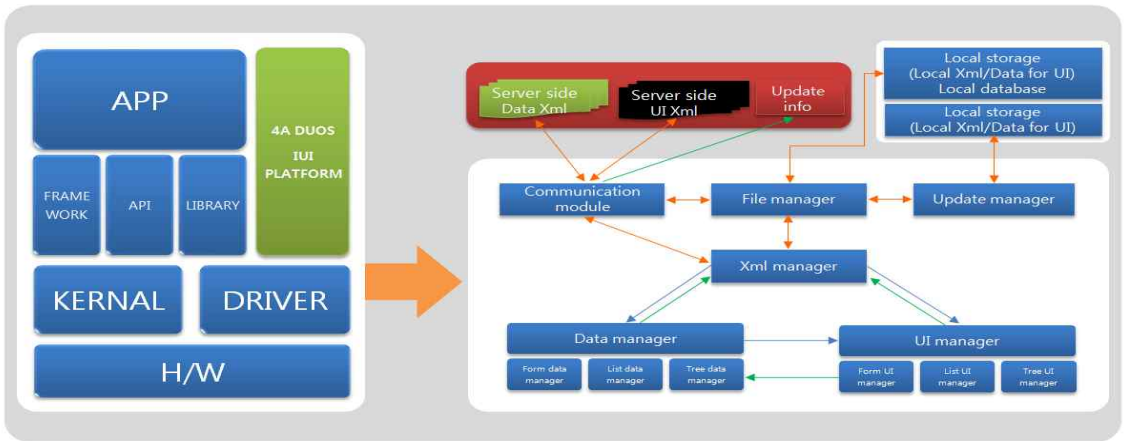 APP
4A DUOS
IUI
PLATFORM
FRAME
WORK
API
LIBRARY
KERNAL
DRIVER
H/W
Server side
Data Xml
Server side
UI Xml
Update
info
Local storage
(Local Xml/Data for UI)
Local database
Local storage
(Local Xml/Data for UI)
Communication
module
File manager
Update manager
Xml manager
Data manager
UI manager
Form data
manager
List data
manager
Tree data
manager
Form UI
manager
List UI
manager
Tree UI
manager